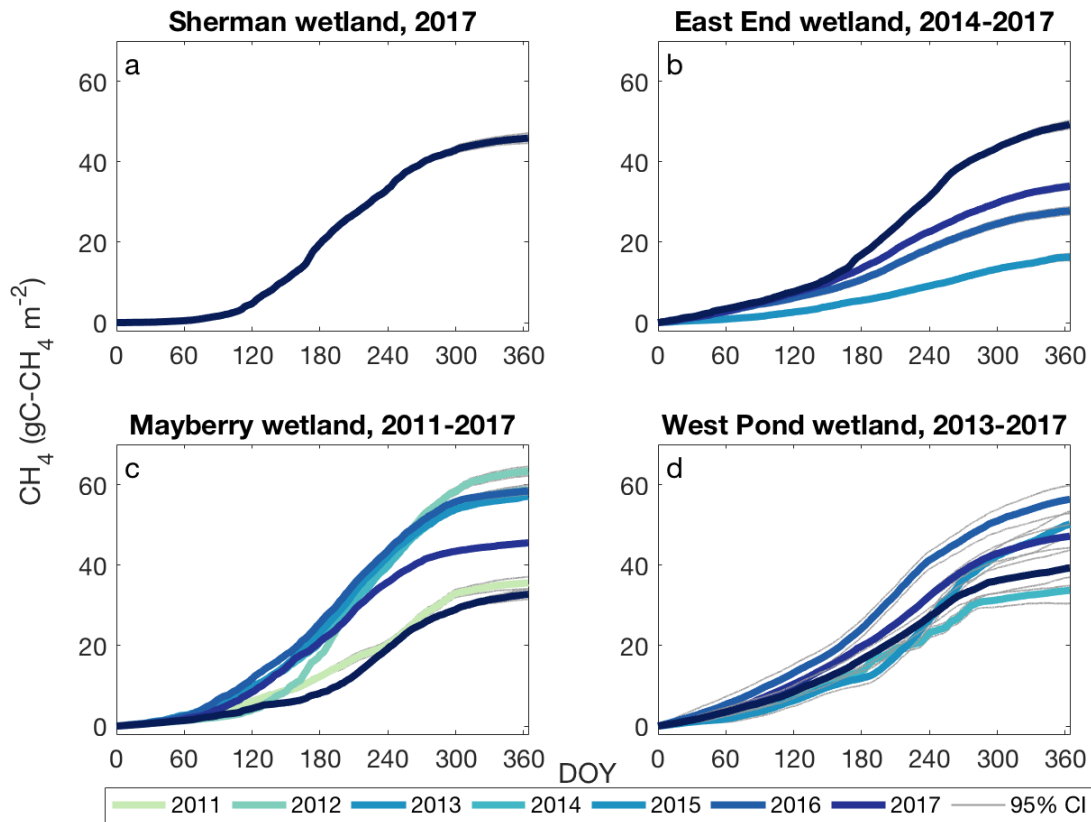 Sherman wetland, 2017
East End wetland, 2014-2017
a
b
60
40
20
0
0 60 120 180 240 300 360
60
40
20
0
0 60 120 180 240 300 360
CH4 (gC-CH4 m-2)
Mayberry wetland, 2011-2017
West Pond wetland, 2013-2017
c
d
60
40
20
0
0 60 120 180 240 300 360
60
40
20
0
0 60 120 180 240 300 360
DOY
2011 2012 2013 2014 2015 2016 2017 95% CI